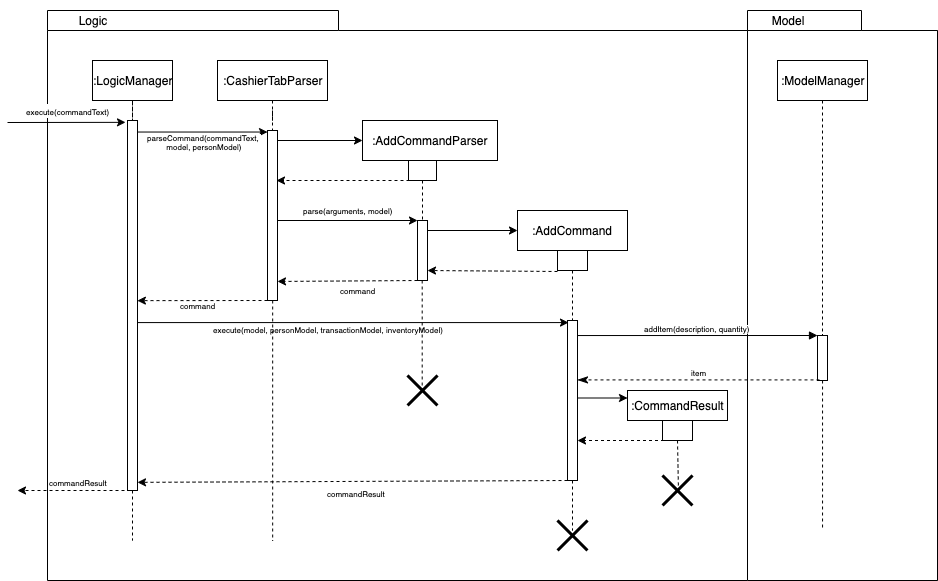 Logic
Model
:LogicManager
:CashierTabParser
:ModelManager
execute(commandText)
parseCommand(commandText,
model, personModel)
:AddCommandParser
parse(arguments, model)
:AddCommand
command
command
execute(model, personModel, transactionModel, inventoryModel)
addItem(description, quantity)
item
:CommandResult
commandResult
commandResult